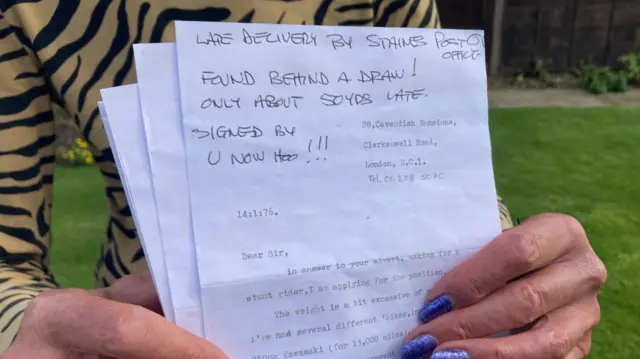 LATE DELIVERY BY STAINES POST OFFICE
FOUND BEHIND A DRAW!
ONLY ABOUT 50YRS LATE.
SIGNED BY
U NOW HOO !!!
28,Cavendish Mansions,
Clerkenwell Road,
London, E.C.1.
14:1:76.
Dear Sir,
in answer to your advert, asking for a
stunt rider,I am applying for the position.
The weight is a bit excessive of
i've had several different 'bikes,
Kawasaki (for 13,000 miles)